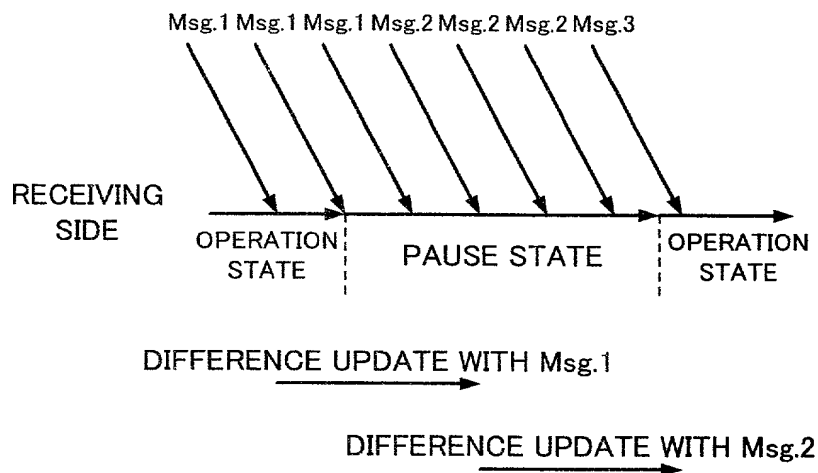 Msg.1 Msg.1 Msg.1 Msg.2 Msg.2 Msg.2 Msg.3
RECEIVING
SIDE
OPERATION
STATE
PAUSE STATE
OPERATION
STATE
DIFFERENCE UPDATE WITH Msg.1
DIFFERENCE UPDATE WITH Msg.2